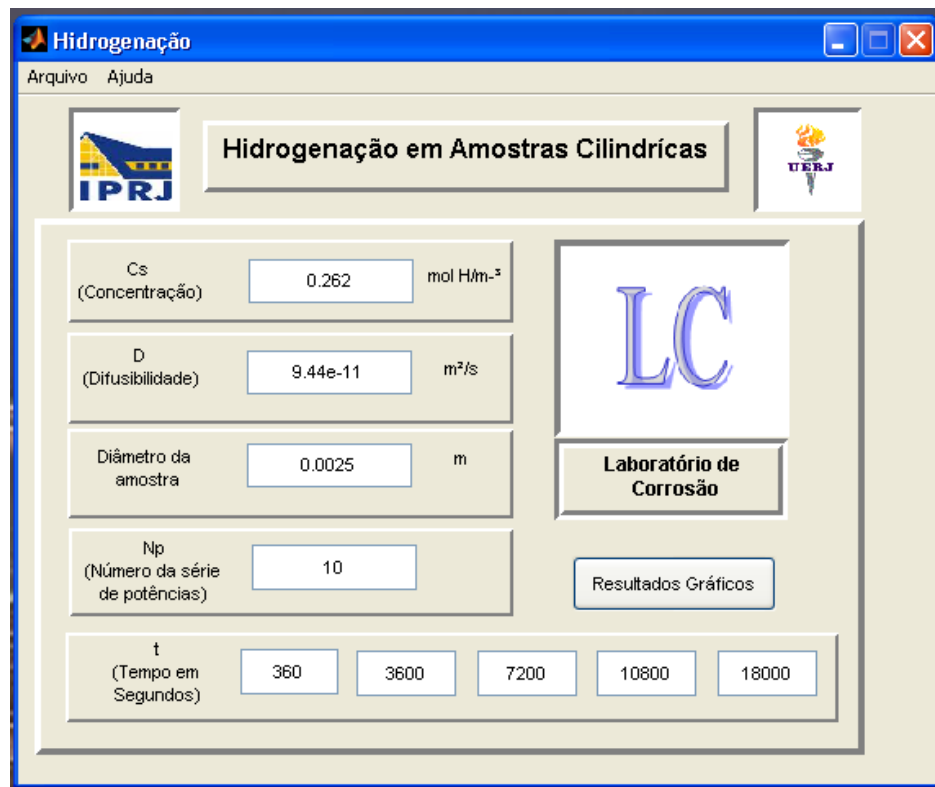 Hidrogenação
Arquivo Ajuda
IPRJ
Hidrogenação em Amostras Cilindrícas
UERJ
Cs
(Concentração)
0.262
mol H/m-³
D
(Difusibilidade)
9.44e-11
m²/s
Diâmetro da
amostra
0.0025
m
Np
(Número da série
de potências)
10
LC
Laboratório de
Corrosão
Resultados Gráficos
t
(Tempo em
Segundos)
360 3600 7200 10800 18000